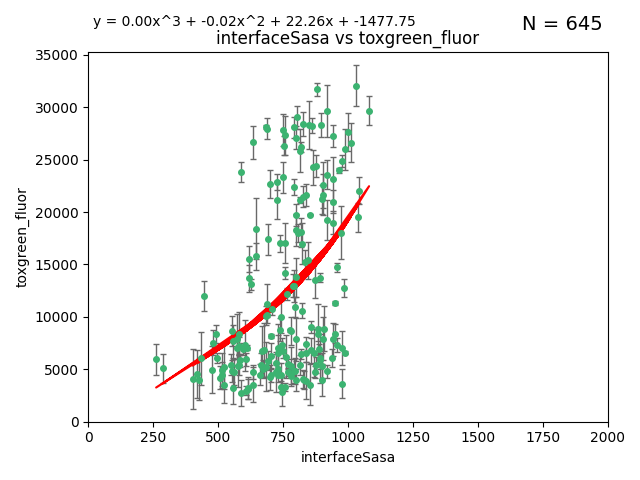 y = 0.00x^3 + -0.02x^2 + 22.26x + -1477.75
N = 645
interfaceSasa vs toxgreen_fluor
35000
30000
25000
20000
15000
10000
5000
0
toxgreen_fluor
0 250 500 750 1000 1250 1500 1750 2000
interfaceSasa